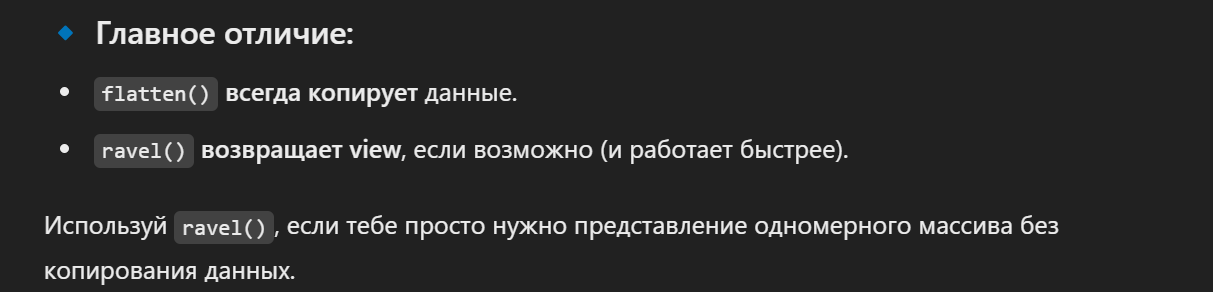 Главное отличие:
flatten() всегда копирует данные.
ravel() возвращает view, если возможно (и работает быстрее).
Используй ravel(), если тебе просто нужно представление одномерного массива без
копирования данных.